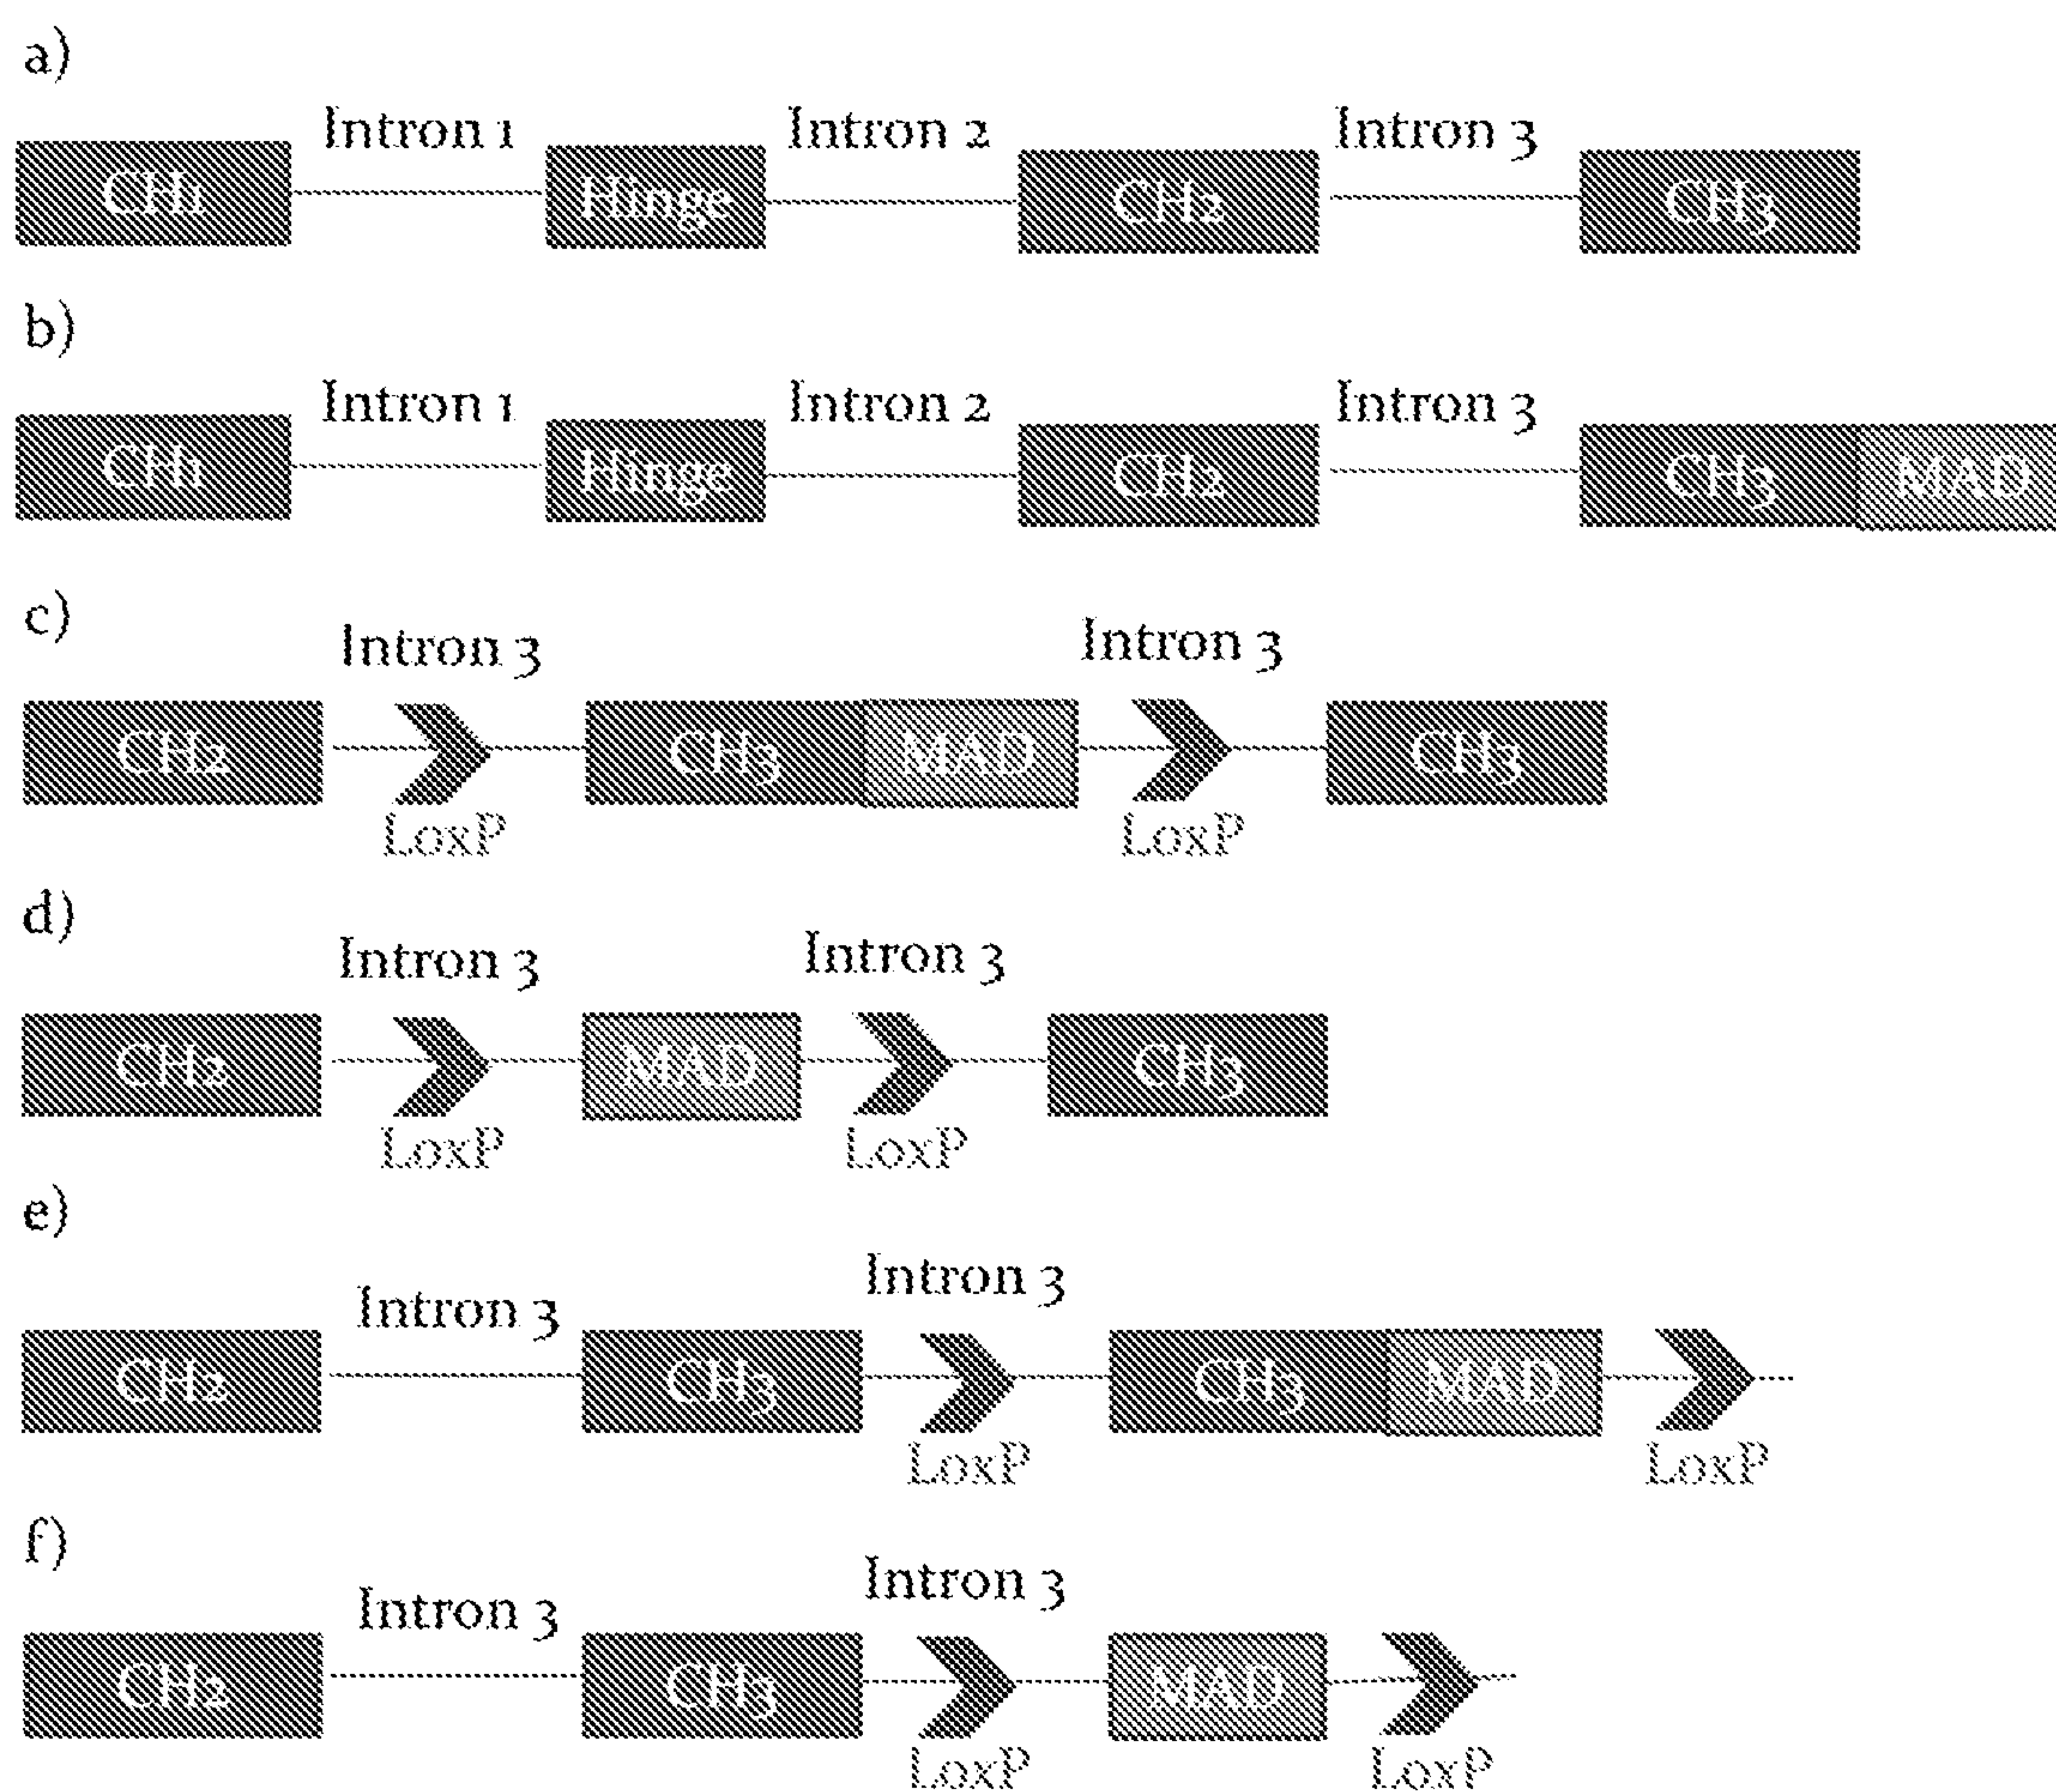 a)
Intron 1 Intron 2 Intron 3
CH1 Hinge CH2 CH3
b)
Intron 1 Intron 2 Intron 3
CH1 Hinge CH2 CH3 MAD
c)
Intron 3 Intron 3
CH2 CH3 MAD CH3
LoxP LoxP
d)
Intron 3 Intron 3
CH2 MAD CH3
LoxP LoxP
e)
Intron 3 Intron 3
CH2 CH3 CH3 MAD
LoxP LoxP
f)
Intron 3 Intron 3
CH2 CH3 MAD
LoxP LoxP